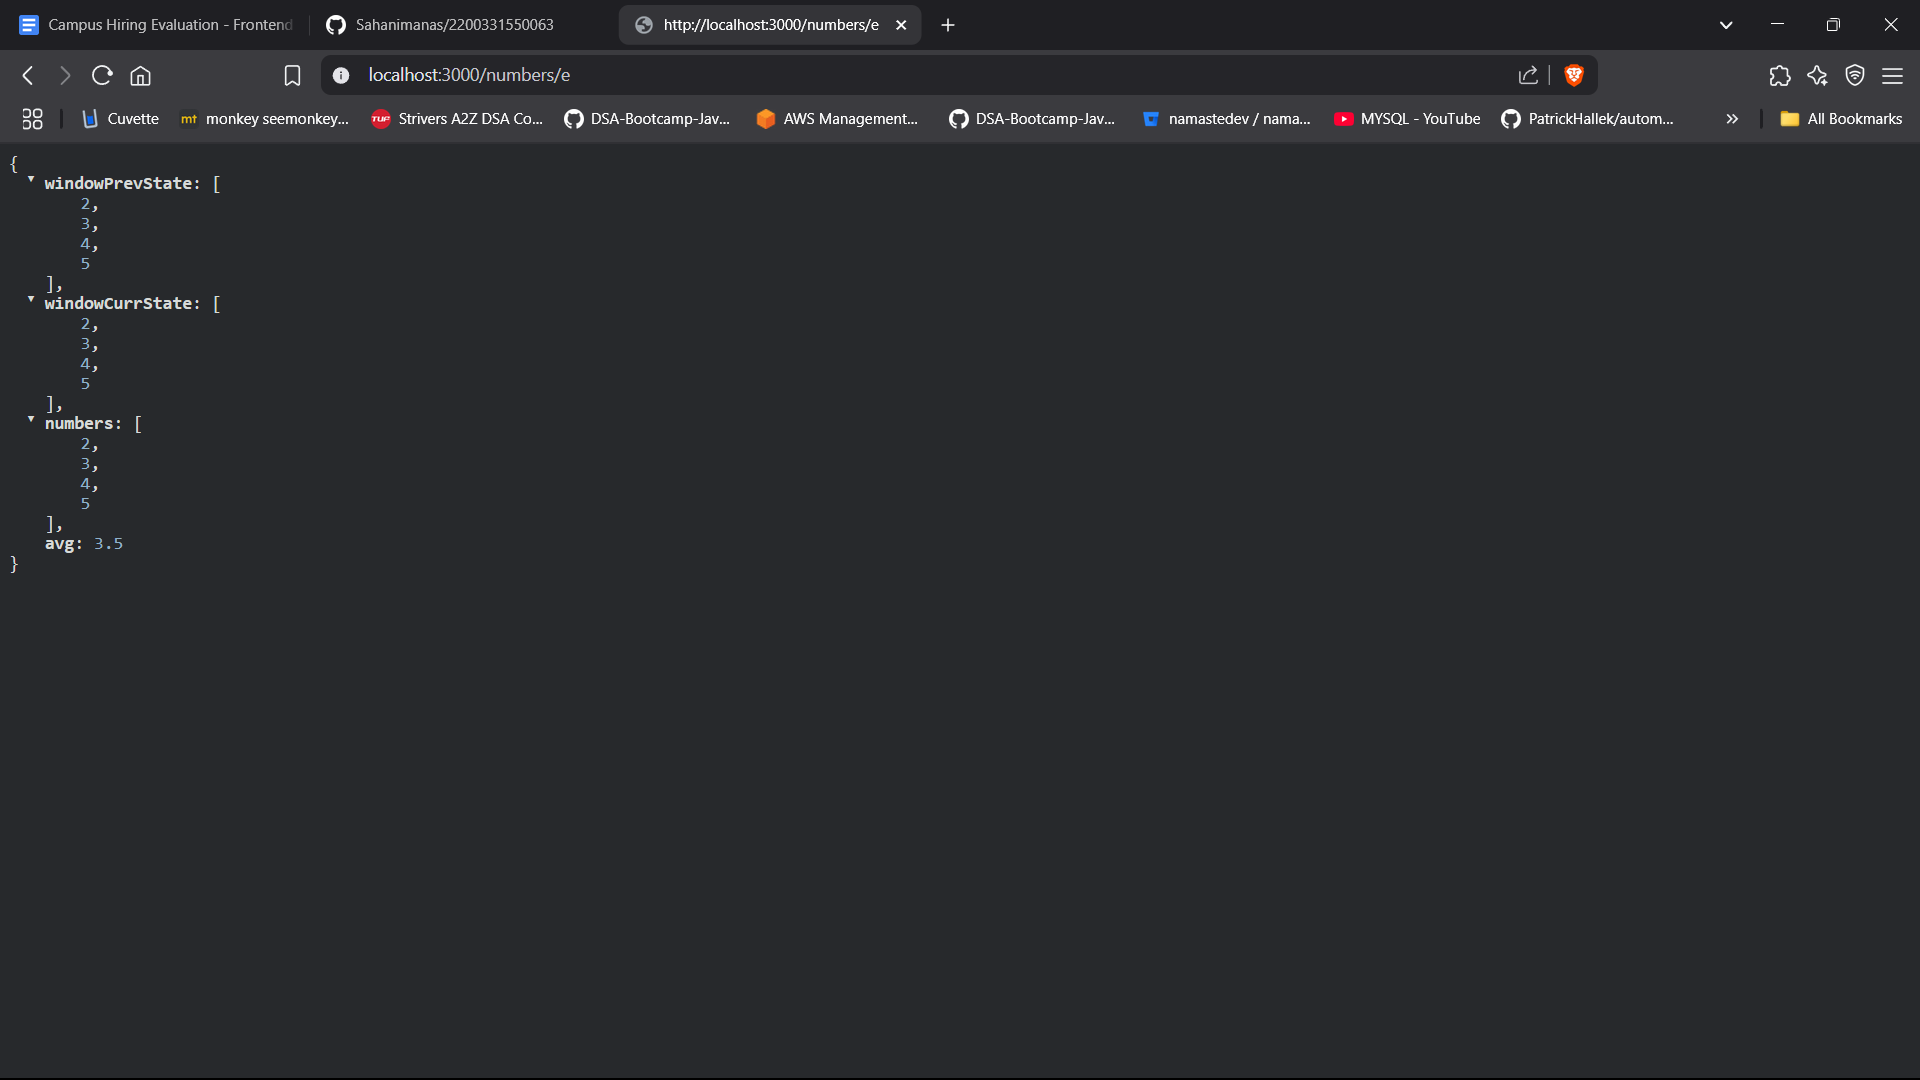 Campus Hiring Evaluation - Frontend
Sahanimanas/2200331550063
http://localhost:3000/numbers/e
localhost:3000/numbers/e
Cuvette
mt monkey seemonkey...
TUF Strivers A2Z DSA Co...
DSA-Bootcamp-Jav...
AWS Management...
DSA-Bootcamp-Jav...
namastedev / nama...
MYSQL - YouTube
PatrickHallek/autom...
All Bookmarks
{
windowPrevState: [
2,
3,
4,
5
],
windowCurrState: [
2,
3,
4,
5
],
numbers: [
2,
3,
4,
5
],
avg: 3.5
}